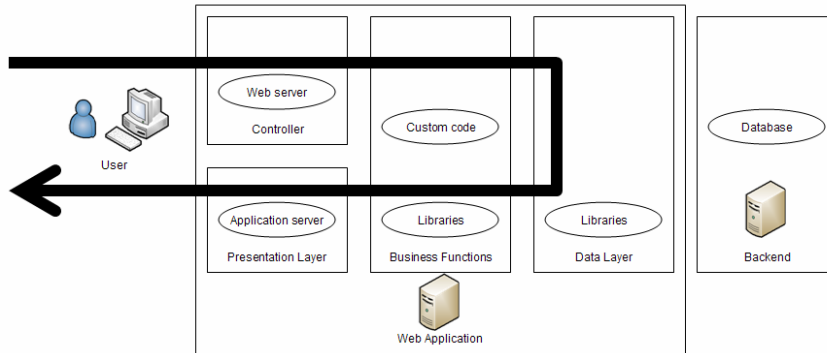 Web server
Controller
Custom code
Database
User
Application server
Libraries
Libraries
Presentation Layer
Business Functions
Data Layer
Backend
Web Application